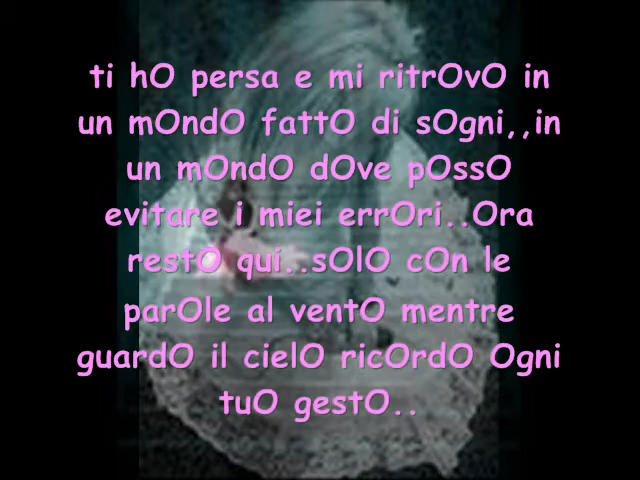 ti hO persa e mi ritrOvO in
un mOndO fattO di sOgni,,in
un mOndO dOve pOssO
evitare i miei errOri..Ora
restO qui..sOlO cOn le
parOle al ventO mentre
guardO il cielO ricOrdO Ogni
tuO gestO..